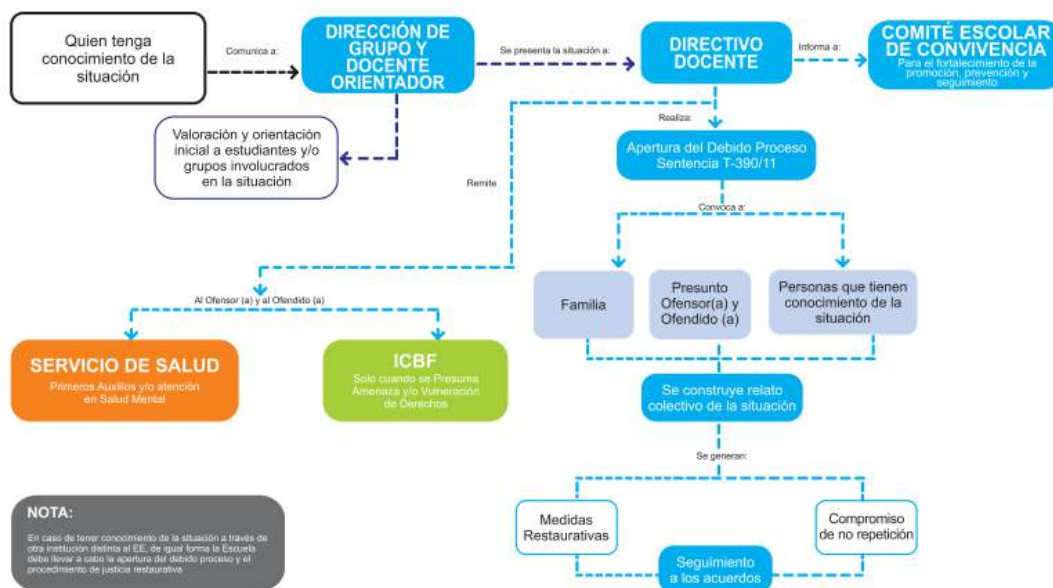 Quien tenga
conocimiento de la
situación
Comunica a:
DIRECCIÓN DE
GRUPO Y
DOCENTE
ORIENTADOR
Se presenta la situación a:
DIRECTIVO
DOCENTE
Informa a:
COMITÉ ESCOLAR
DE CONVIVENCIA
Para el fortalecimiento de la
promoción, prevención y
seguimiento
Valoración y orientación
inicial a estudiantes y/o
grupos involucrados
en la situación
Remite
Realiza:
Apertura del Debido Proceso
Sentencia T-390/11
Convoca a:
Familia
Presunto
Ofensor(a) y
Ofendido (a)
Personas que tienen
conocimiento de la
situación
Al Ofensor (a) y al Ofendido (a)
SERVICIO DE SALUD
Primeros Auxilios y/o atención
en Salud Mental
ICBF
Solo cuando se Presuma
Amenaza y/o Vulneración
de Derechos
Se construye relato
colectivo de la situación
Se generan:
Medidas
Restaurativas
Compromiso
de no repetición
Seguimiento
a los acuerdos
NOTA:
En caso de tener conocimiento de la situación a través de
otra institución distinta al EE, de igual forma la Escuela
debe llevar a cabo la apertura del debido proceso y el
procedimiento de justicia restaurativa